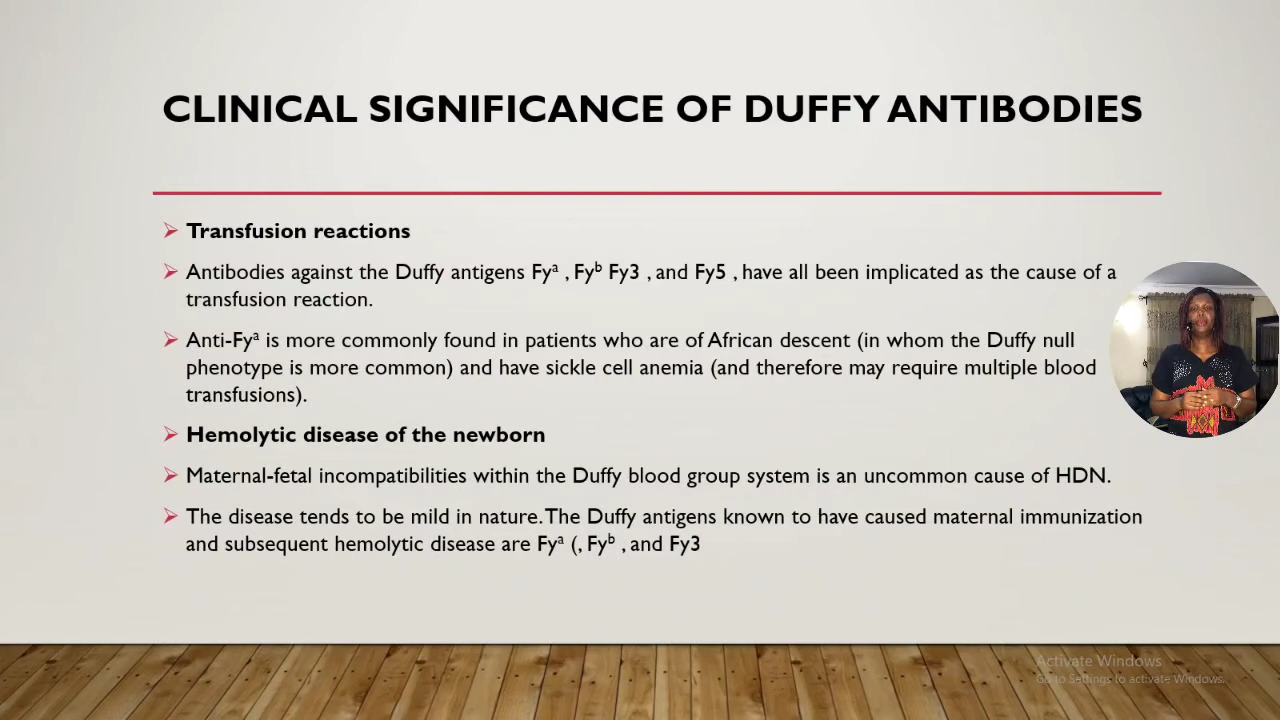 CLINICAL SIGNIFICANCE OF DUFFY ANTIBODIES
➢ Transfusion reactions
➢ Antibodies against the Duffy antigens Fyᵃ , Fyᵇ Fy3 , and Fy5 , have all been implicated as the cause of a
transfusion reaction.
➢ Anti-Fyᵃ is more commonly found in patients who are of African descent (in whom the Duffy null
phenotype is more common) and have sickle cell anemia (and therefore may require multiple blood
transfusions).
➢ Hemolytic disease of the newborn
➢ Maternal-fetal incompatibilities within the Duffy blood group system is an uncommon cause of HDN.
➢ The disease tends to be mild in nature. The Duffy antigens known to have caused maternal immunization
and subsequent hemolytic disease are Fyᵃ (, Fyᵇ , and Fy3
Activate Windows
Go to Settings to activate Windows.